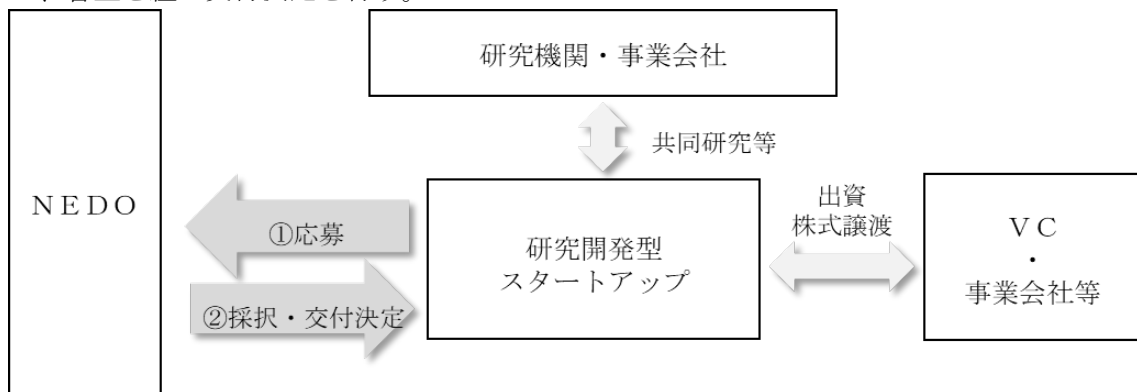 研究機関・事業会社
共同研究等
ＮＥＤＯ
①応募
②採択・交付決定
研究開発型
スタートアップ
出資
株式譲渡
ＶＣ
・
事業会社等